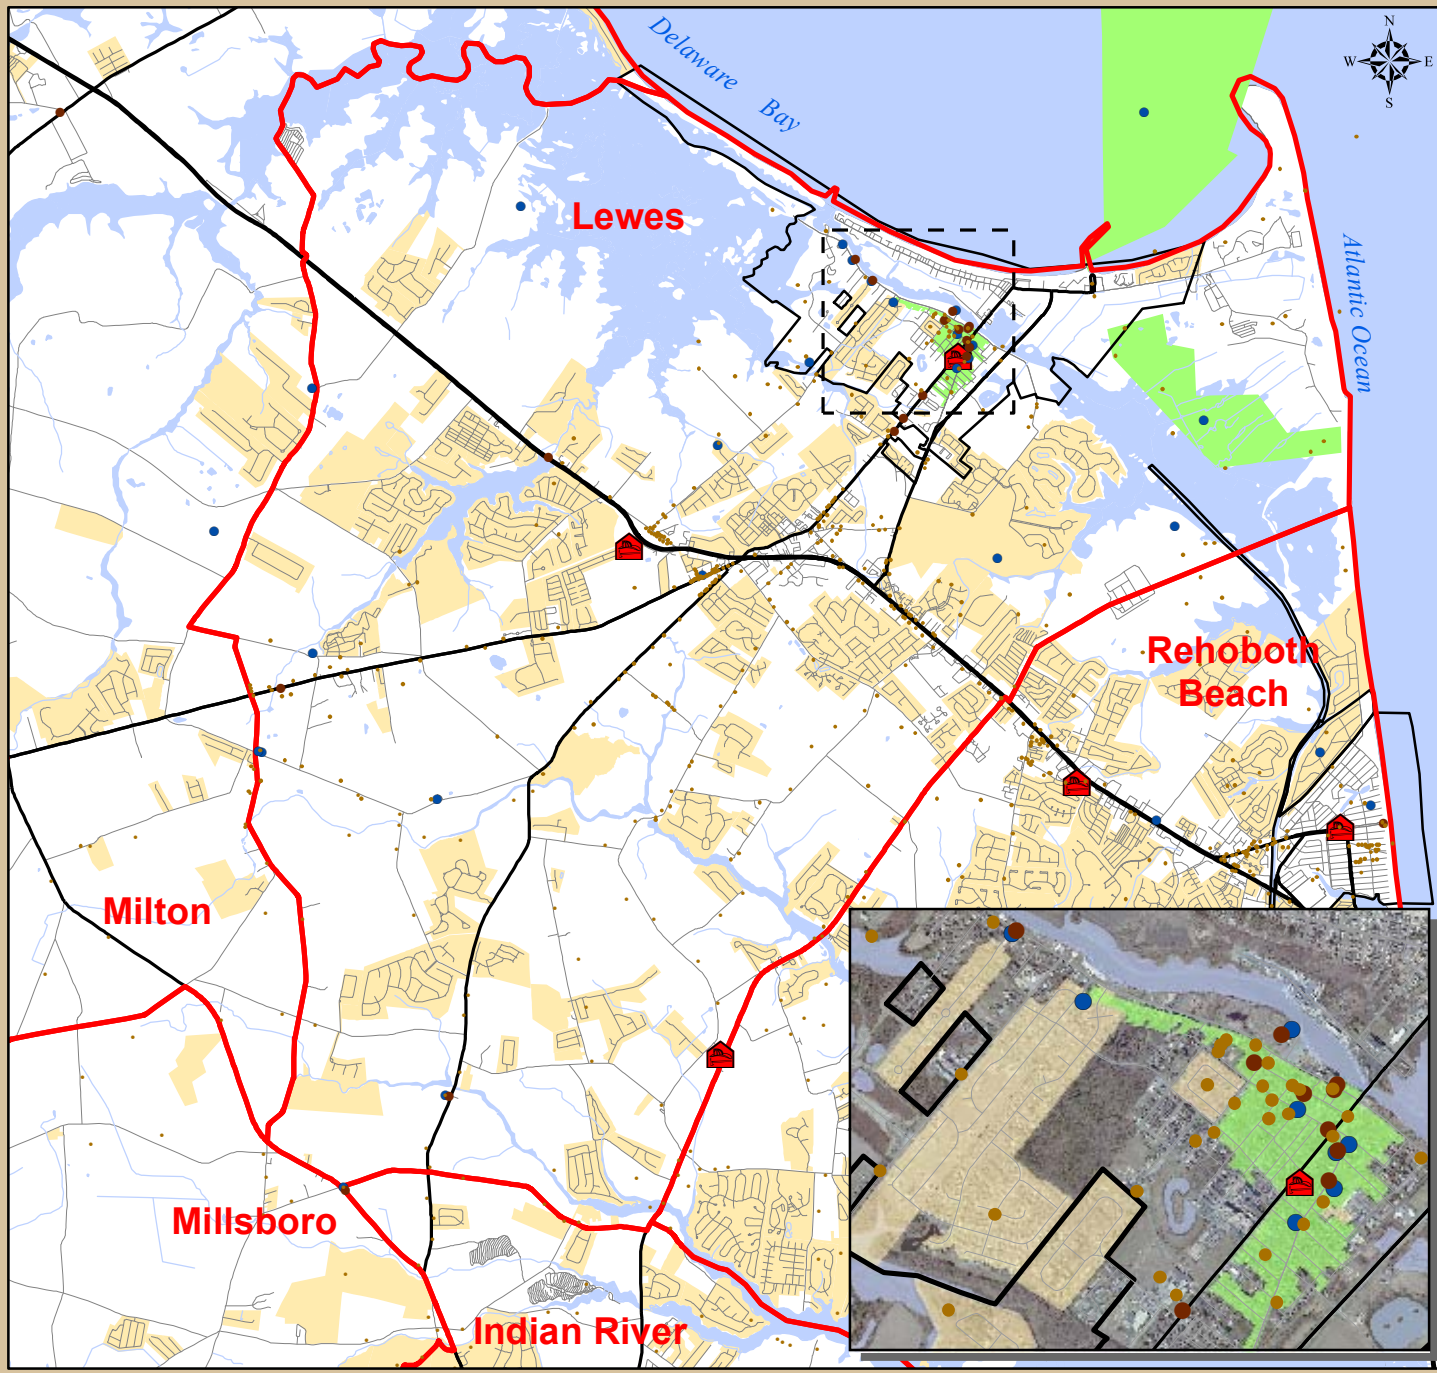 Delaware Bay
N
W E
S
Lewes
Atlantic Ocean
Rehoboth
Beach
Milton
Millsboro
Indian River